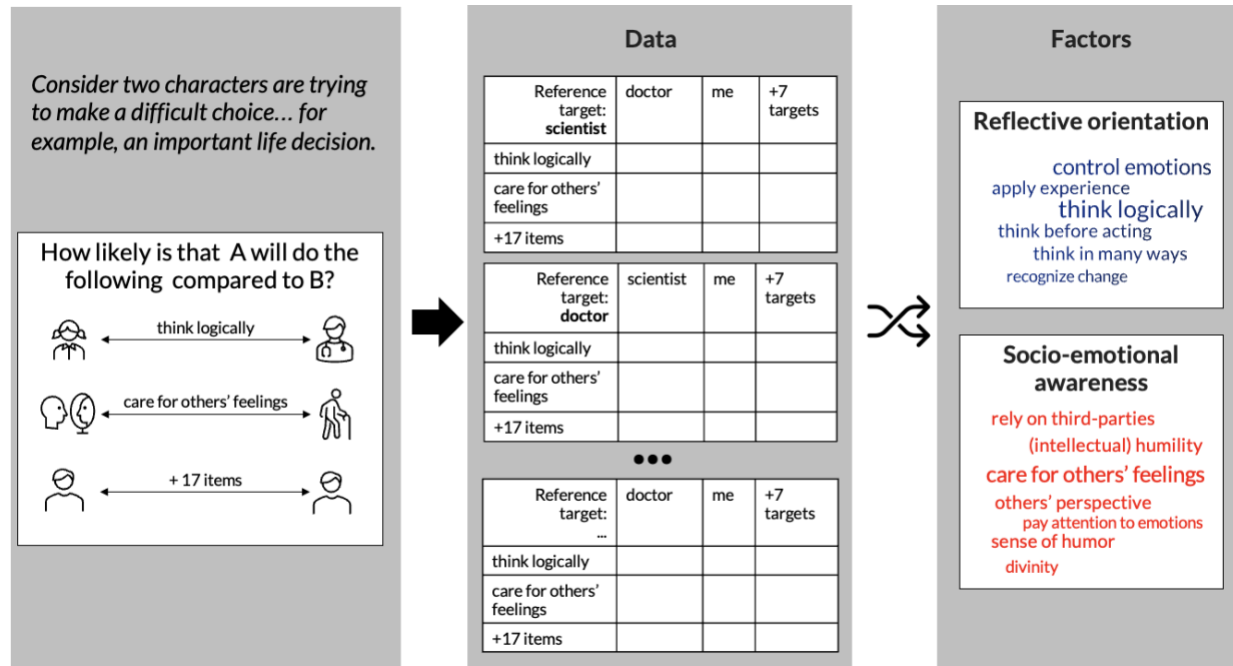 Consider two characters are trying
to make a difficult choice... for
example, an important life decision.
How likely is that A will do the
following compared to B?
think logically
care for others' feelings
+ 17 items
Data
Reference
target:
scientist
doctor
me
+7
targets
think logically
care for others'
feelings
+17 items
Reference
target:
doctor
scientist
me
+7
targets
think logically
care for others'
feelings
+17 items
Reference
target:
...
doctor
me
+7
targets
think logically
care for others'
feelings
+17 items
Factors
Reflective orientation
control emotions
apply experience
think logically
think before acting
think in many ways
recognize change
Socio-emotional
awareness
rely on third-parties
(intellectual) humility
care for others' feelings
others' perspective
pay attention to emotions
sense of humor
divinity